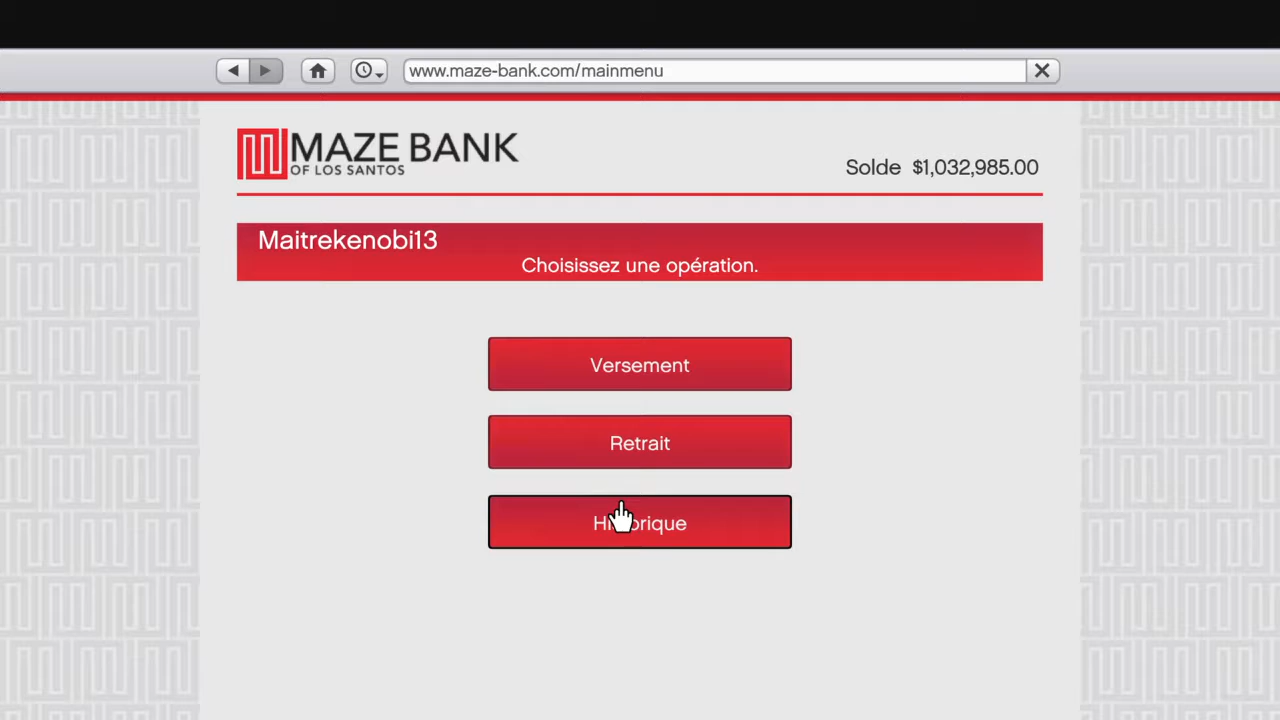 www.maze-bank.com/mainmenu
MAZE BANK
OF LOS SANTOS
Solde $1,032,985.00
Maitrekenobi13
Choisissez une opération.
Versement
Retrait
Historique